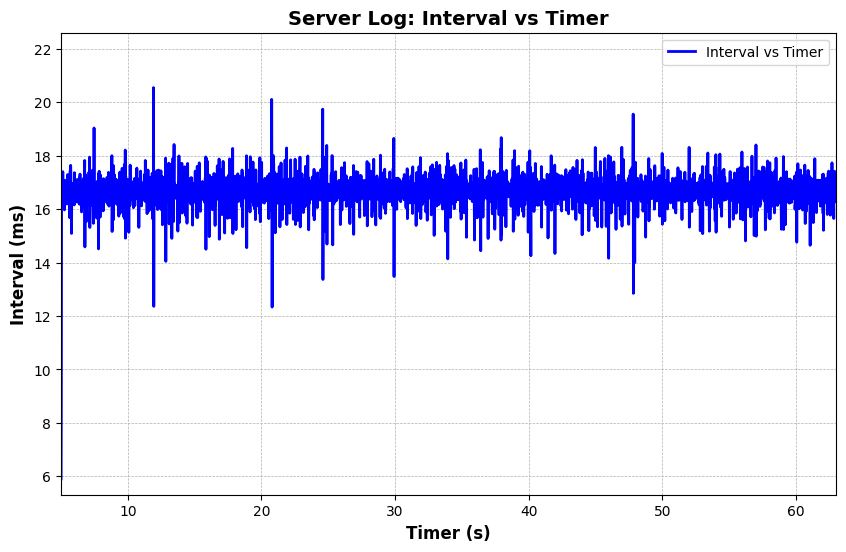 Server Log: Interval vs Timer
Interval vs Timer
22
20
18
16
14
12
10
8
6
Interval (ms)
10 20 30 40 50 60
Timer (s)